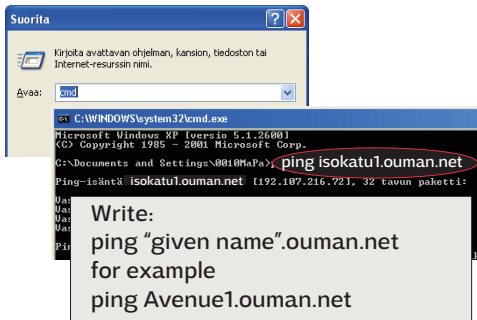 Suorita
Kirjoita avattavan ohjelman, kansion, tiedoston tai
Internet-resurssin nimi.
Avaa: cmd
C:\WINDOWS\system32\cmd.exe
Microsoft Windows XP [versio 5.1.2600]
(C) Copyright 1985 - 2001 Microsoft Corp.
C:\Documents and Settings\0010MaPa> ping isokatu1.ouman.net
Ping-isäntä isokatu1.ouman.net [192.107.216.72], 32 tavun paketti:
Write:
ping “given name”.ouman.net
for example
ping Avenue1.ouman.net